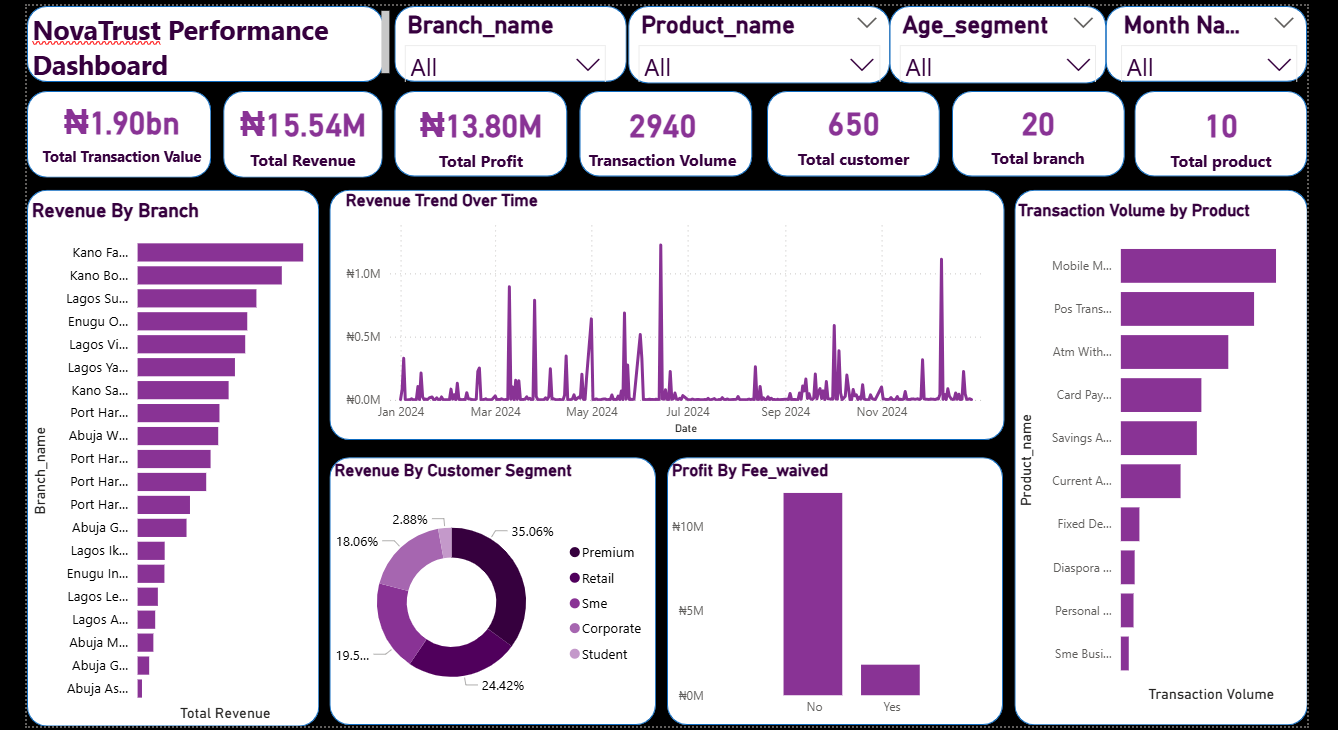 NovaTrust Performance
Dashboard
Branch_name
All
Product_name
All
Age_segment
All
Month Na...
All
₦1.90bn
Total Transaction Value
₦15.54M
Total Revenue
₦13.80M
Total Profit
2940
Transaction Volume
650
Total customer
20
Total branch
10
Total product
Revenue By Branch
Branch_name
Kano Fa...
Kano Bo...
Lagos Su...
Enugu O...
Lagos Vi...
Lagos Ya...
Kano Sa...
Port Har...
Abuja W...
Port Har...
Port Har...
Port Har...
Abuja G...
Lagos Ik...
Enugu In...
Lagos Le...
Lagos A...
Abuja M...
Abuja G...
Abuja As...
Total Revenue
Revenue Trend Over Time
₦1.0M
₦0.5M
₦0.0M
Jan 2024
Mar 2024
May 2024
Jul 2024
Sep 2024
Nov 2024
Date
Revenue By Customer Segment
2.88%
35.06%
18.06%
19.5...
24.42%
Premium
Retail
Sme
Corporate
Student
Profit By Fee_waived
₦10M
₦5M
₦0M
No
Yes
Transaction Volume by Product
Product_name
Mobile M...
Pos Trans...
Atm With...
Card Pay...
Savings A...
Current A...
Fixed De...
Diaspora ...
Personal ...
Sme Busi...
Transaction Volume